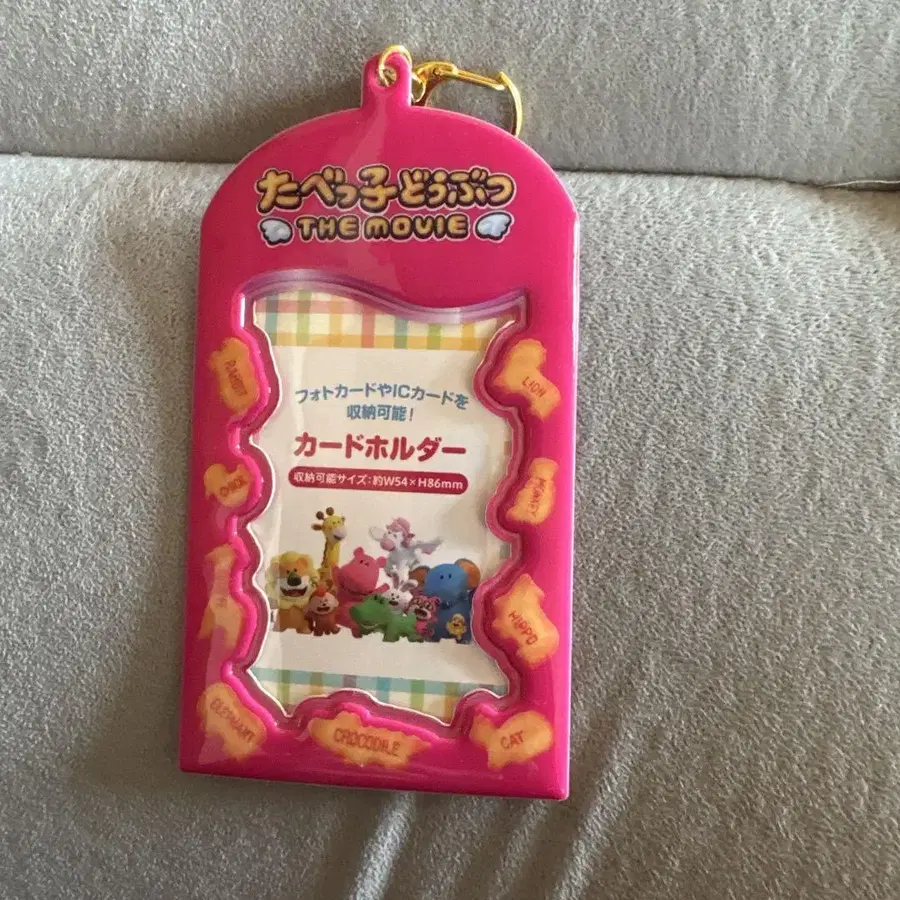 たべっ子どうぶつ
THE MOVIE
フォトカードやICカードを
収納可能!
カードホルダー
収納可能サイズ:約W54×H86mm
RABBIT
LION
CHICK
MONKEY
HIPPO
ELEPHANT
CROCODILE
CAT